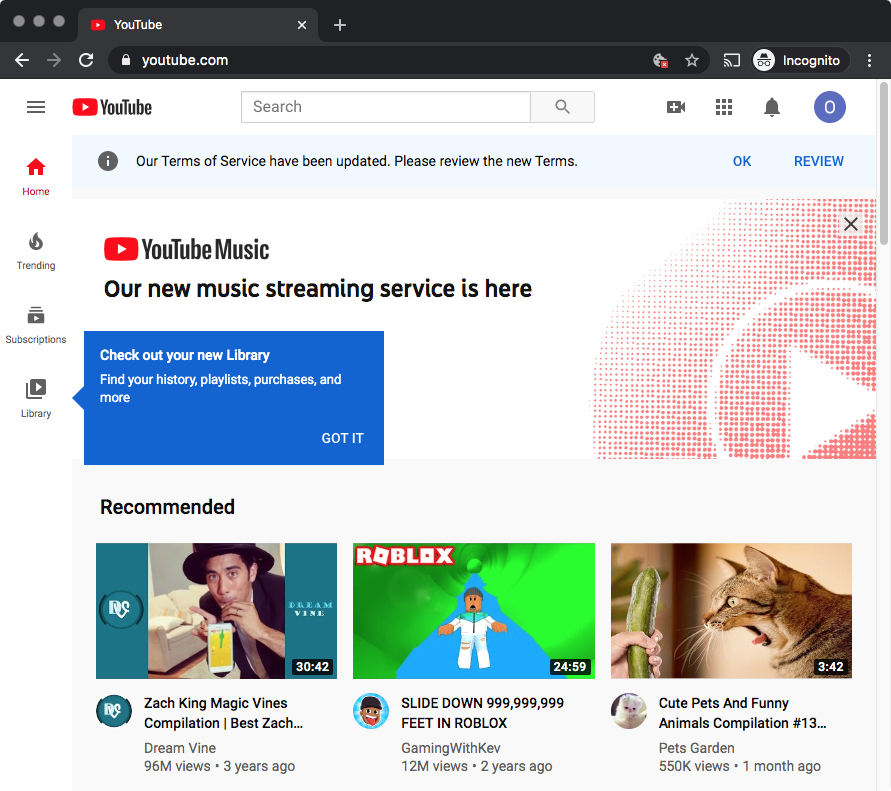 YouTube
youtube.com
Incognito
YouTube
Search
O
Our Terms of Service have been updated. Please review the new Terms.
OK
REVIEW
Home
Trending
Subscriptions
Library
YouTube Music
Our new music streaming service is here
Check out your new Library
Find your history, playlists, purchases, and
more
GOT IT
Recommended
DREAM
VINE
30:42
ROBLOX
24:59
3:42
Zach King Magic Vines
Compilation | Best Zach...
Dream Vine
96M views • 3 years ago
SLIDE DOWN 999,999,999
FEET IN ROBLOX
GamingWithKev
12M views • 2 years ago
Cute Pets And Funny
Animals Compilation #13...
Pets Garden
550K views • 1 month ago